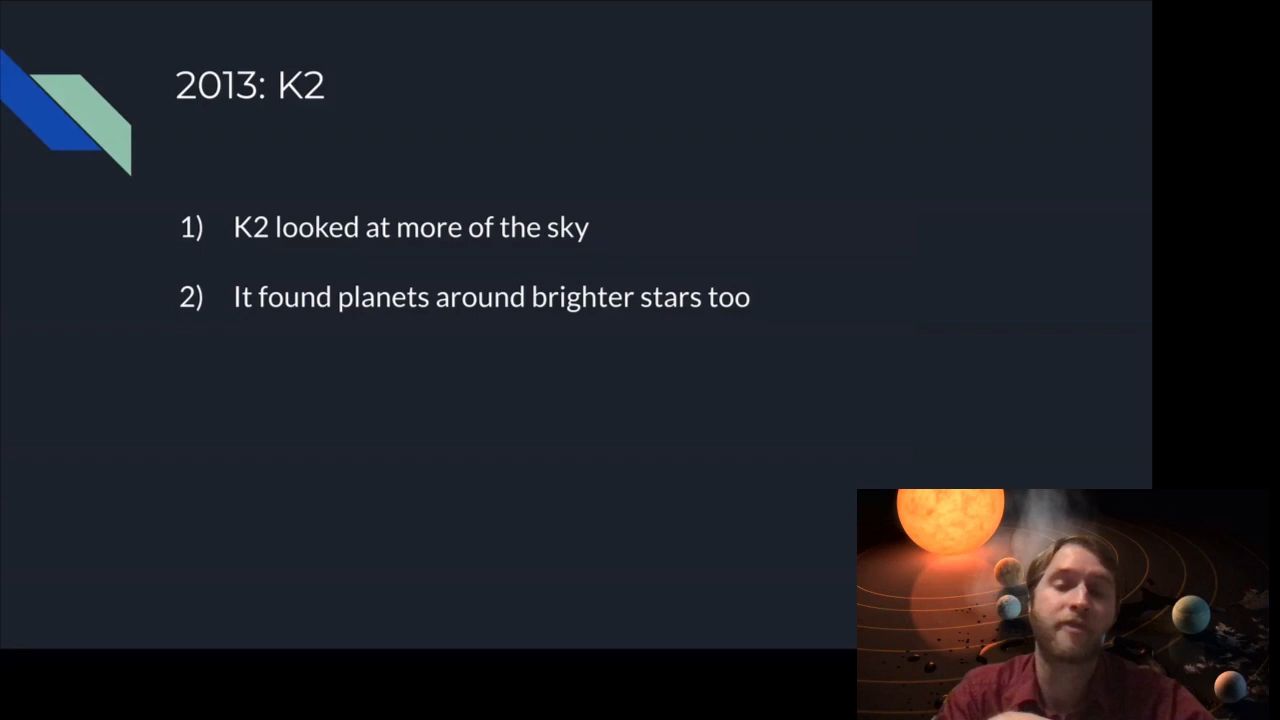 2013: K2
1) K2 looked at more of the sky
2) It found planets around brighter stars too